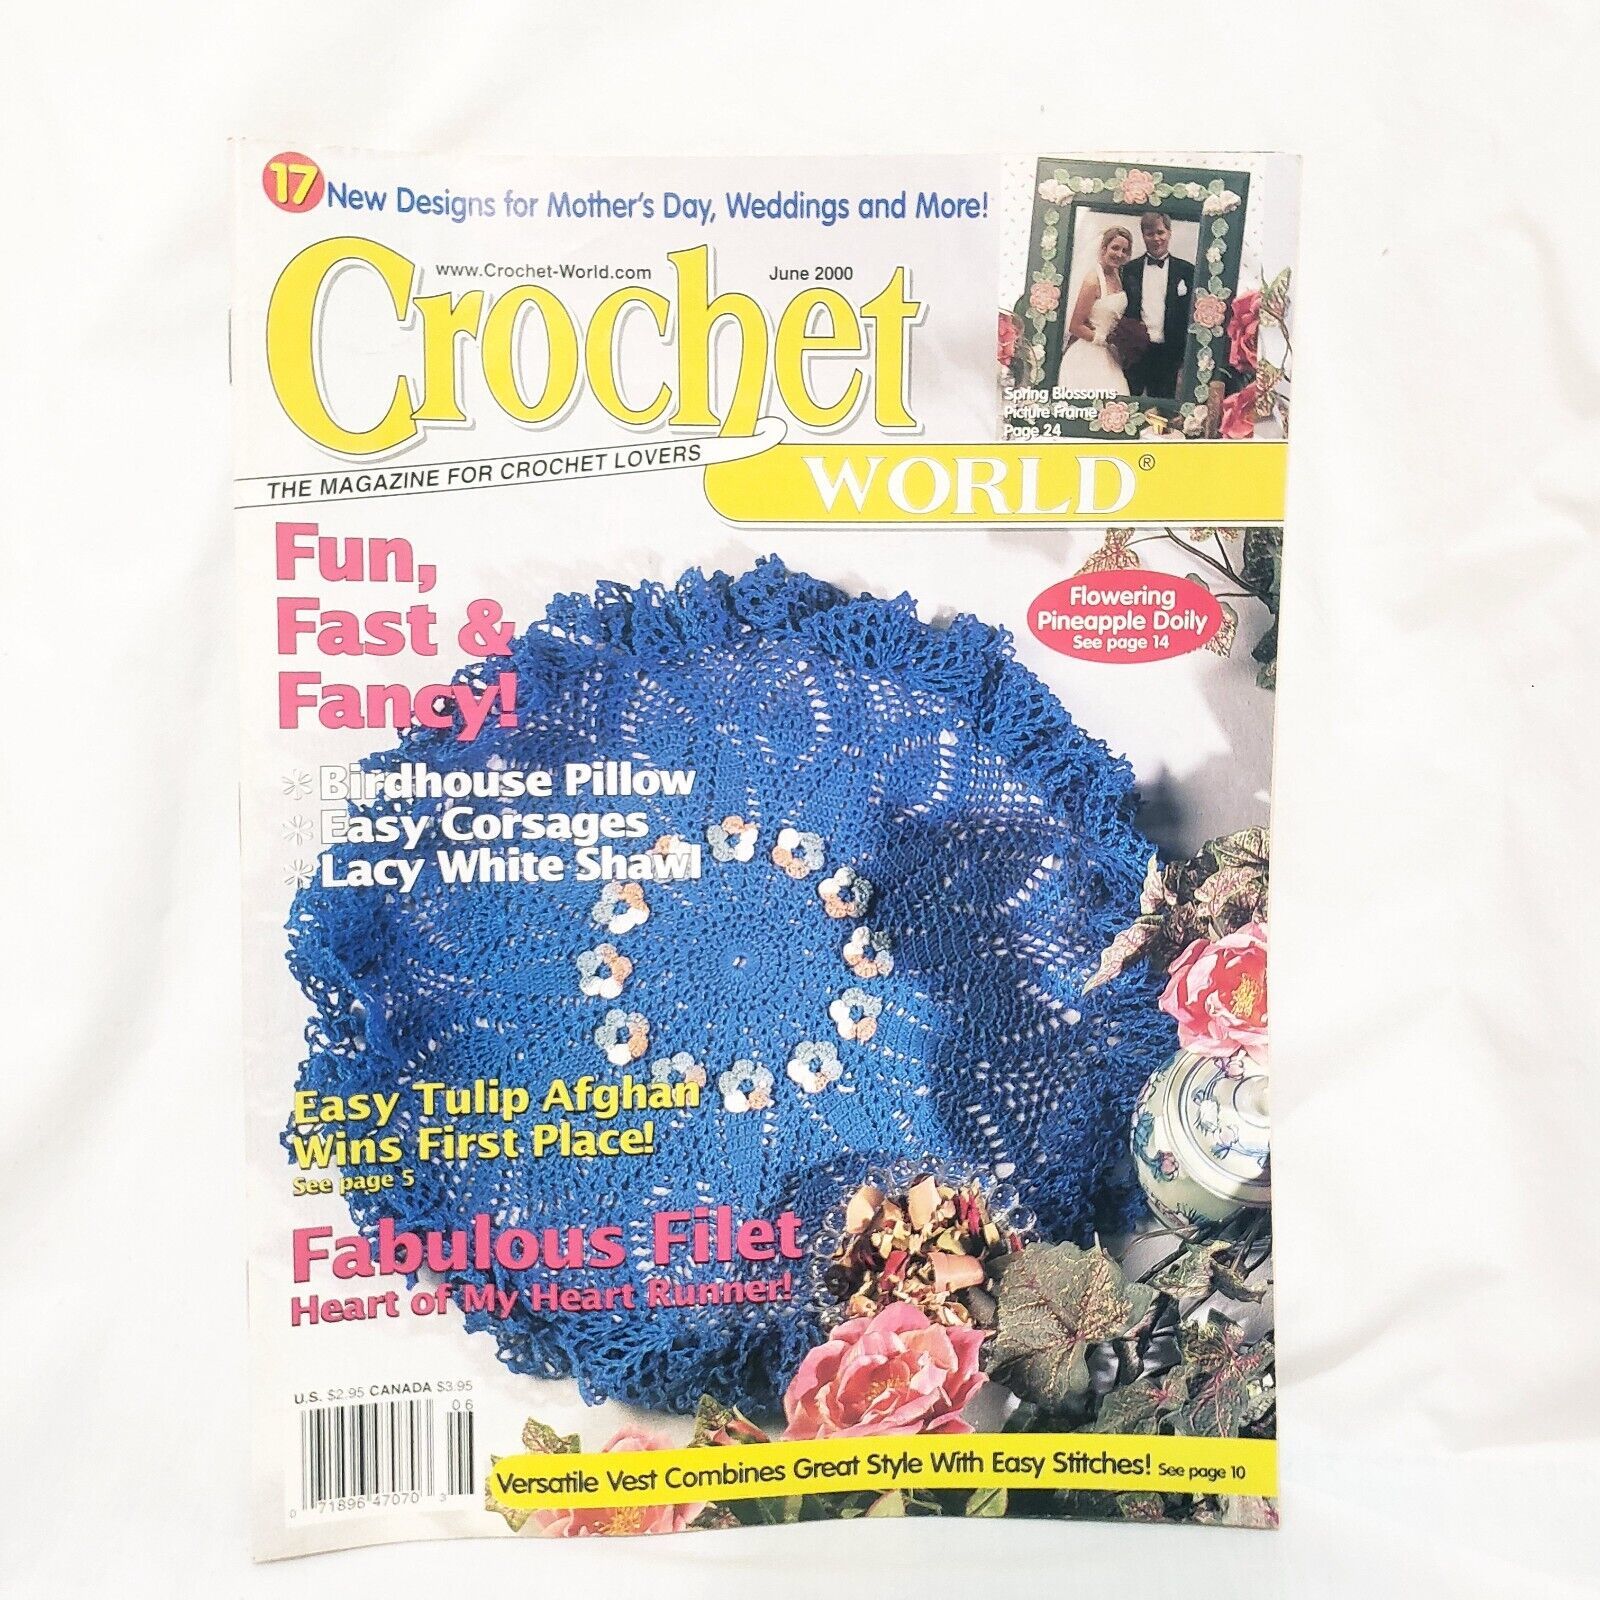 17 New Designs for Mother's Day, Weddings and More!
www.Crochet-World.com
June 2000
Crochet
WORLD®
THE MAGAZINE FOR CROCHET LOVERS
Spring Blossoms
Picture Frame
Page 24
Fun,
Fast &
Fancy!
Flowering
Pineapple Doily
See page 14
Birdhouse Pillow
Easy Corsages
Lacy White Shawl
Easy Tulip Afghan
Wins First Place!
See page 5
Fabulous Filet
Heart of My Heart Runner!
U.S. $2.95 CANADA $3.95
06
0 71896 47070 3
Versatile Vest Combines Great Style With Easy Stitches! See page 10